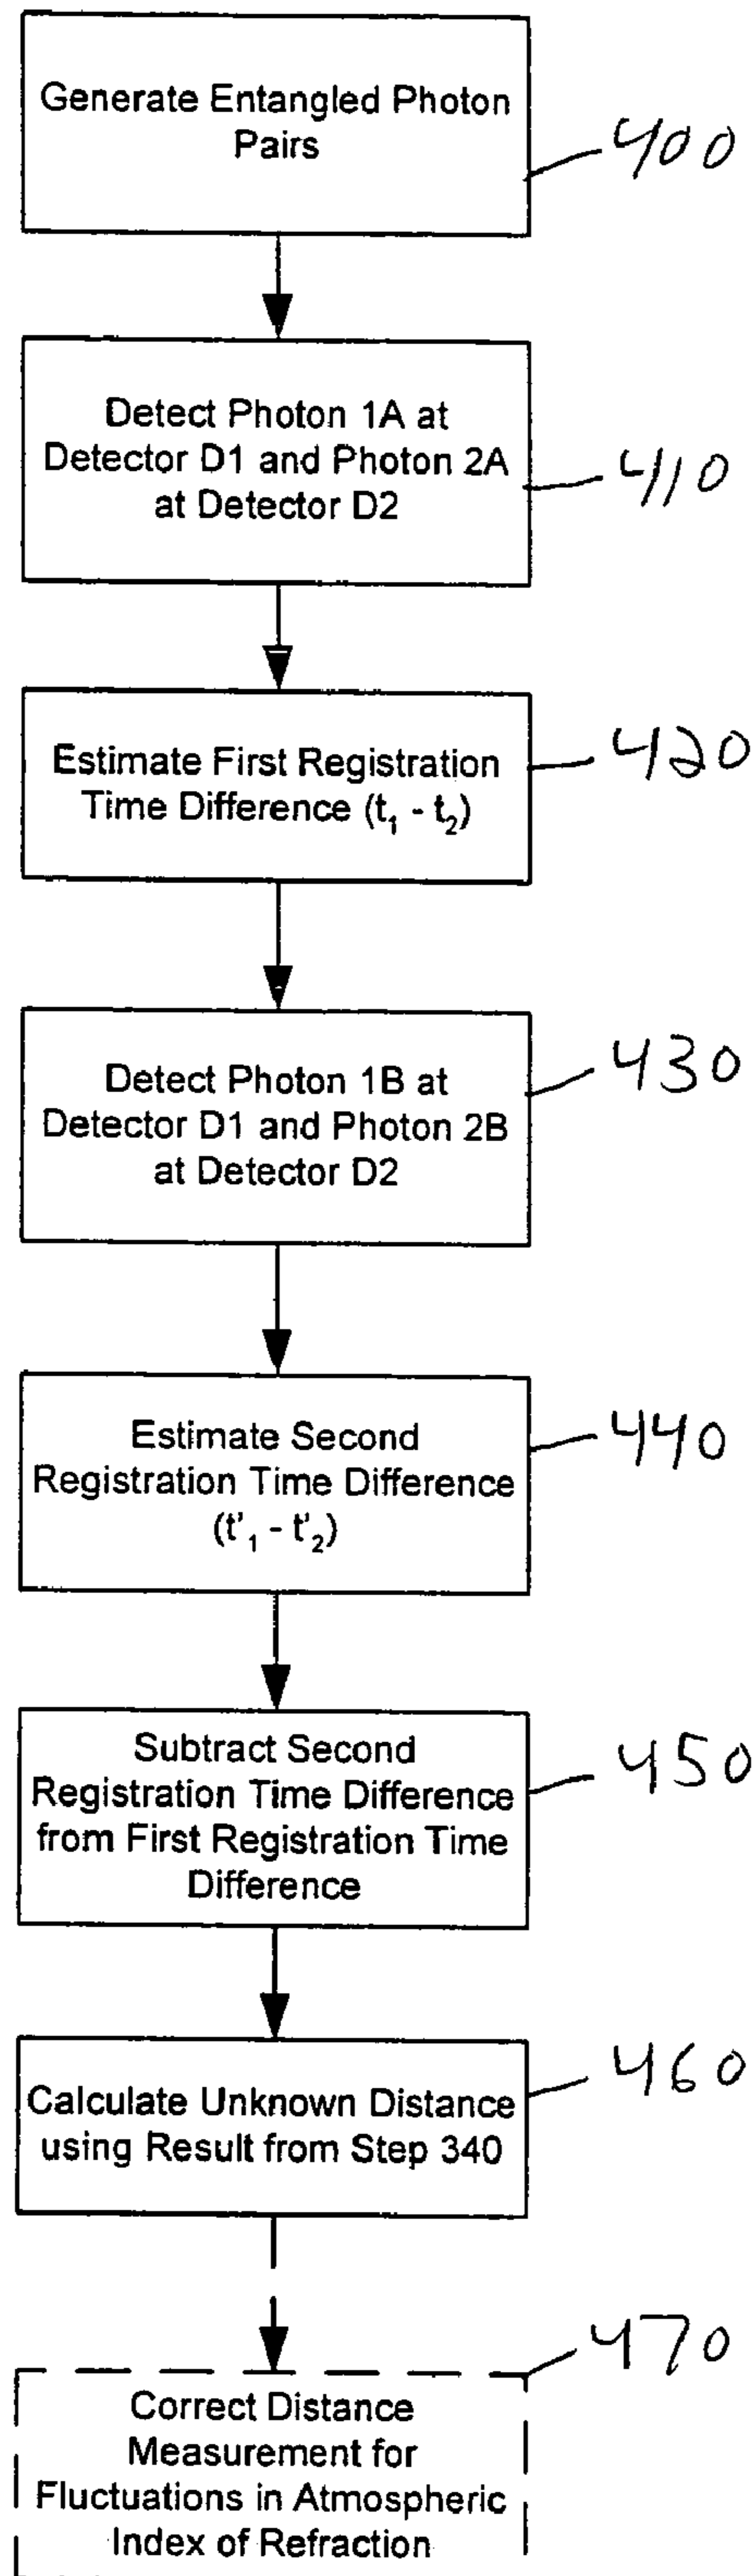 Generate Entangled Photon
Pairs
400
Detect Photon 1A at
Detector D1 and Photon 2A
at Detector D2
410
Estimate First Registration
Time Difference (t₁ - t₂)
420
Detect Photon 1B at
Detector D1 and Photon 2B
at Detector D2
430
Estimate Second
Registration Time Difference
(t'₁ - t'₂)
440
Subtract Second
Registration Time Difference
from First Registration Time
Difference
450
Calculate Unknown Distance
using Result from Step 340
460
Correct Distance
Measurement for
Fluctuations in Atmospheric
Index of Refraction
470